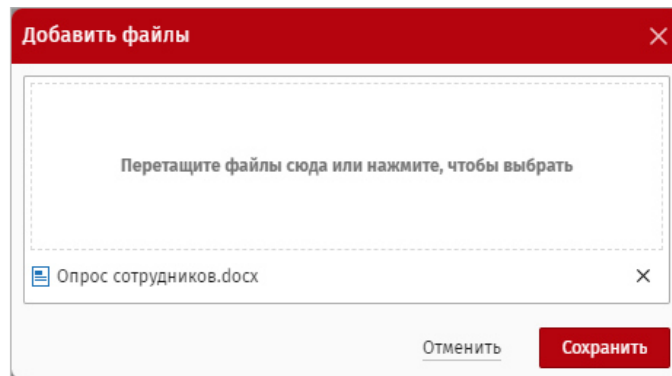 Добавить файлы
Перетащите файлы сюда или нажмите, чтобы выбрать
Опрос сотрудников.docx
Отменить
Сохранить